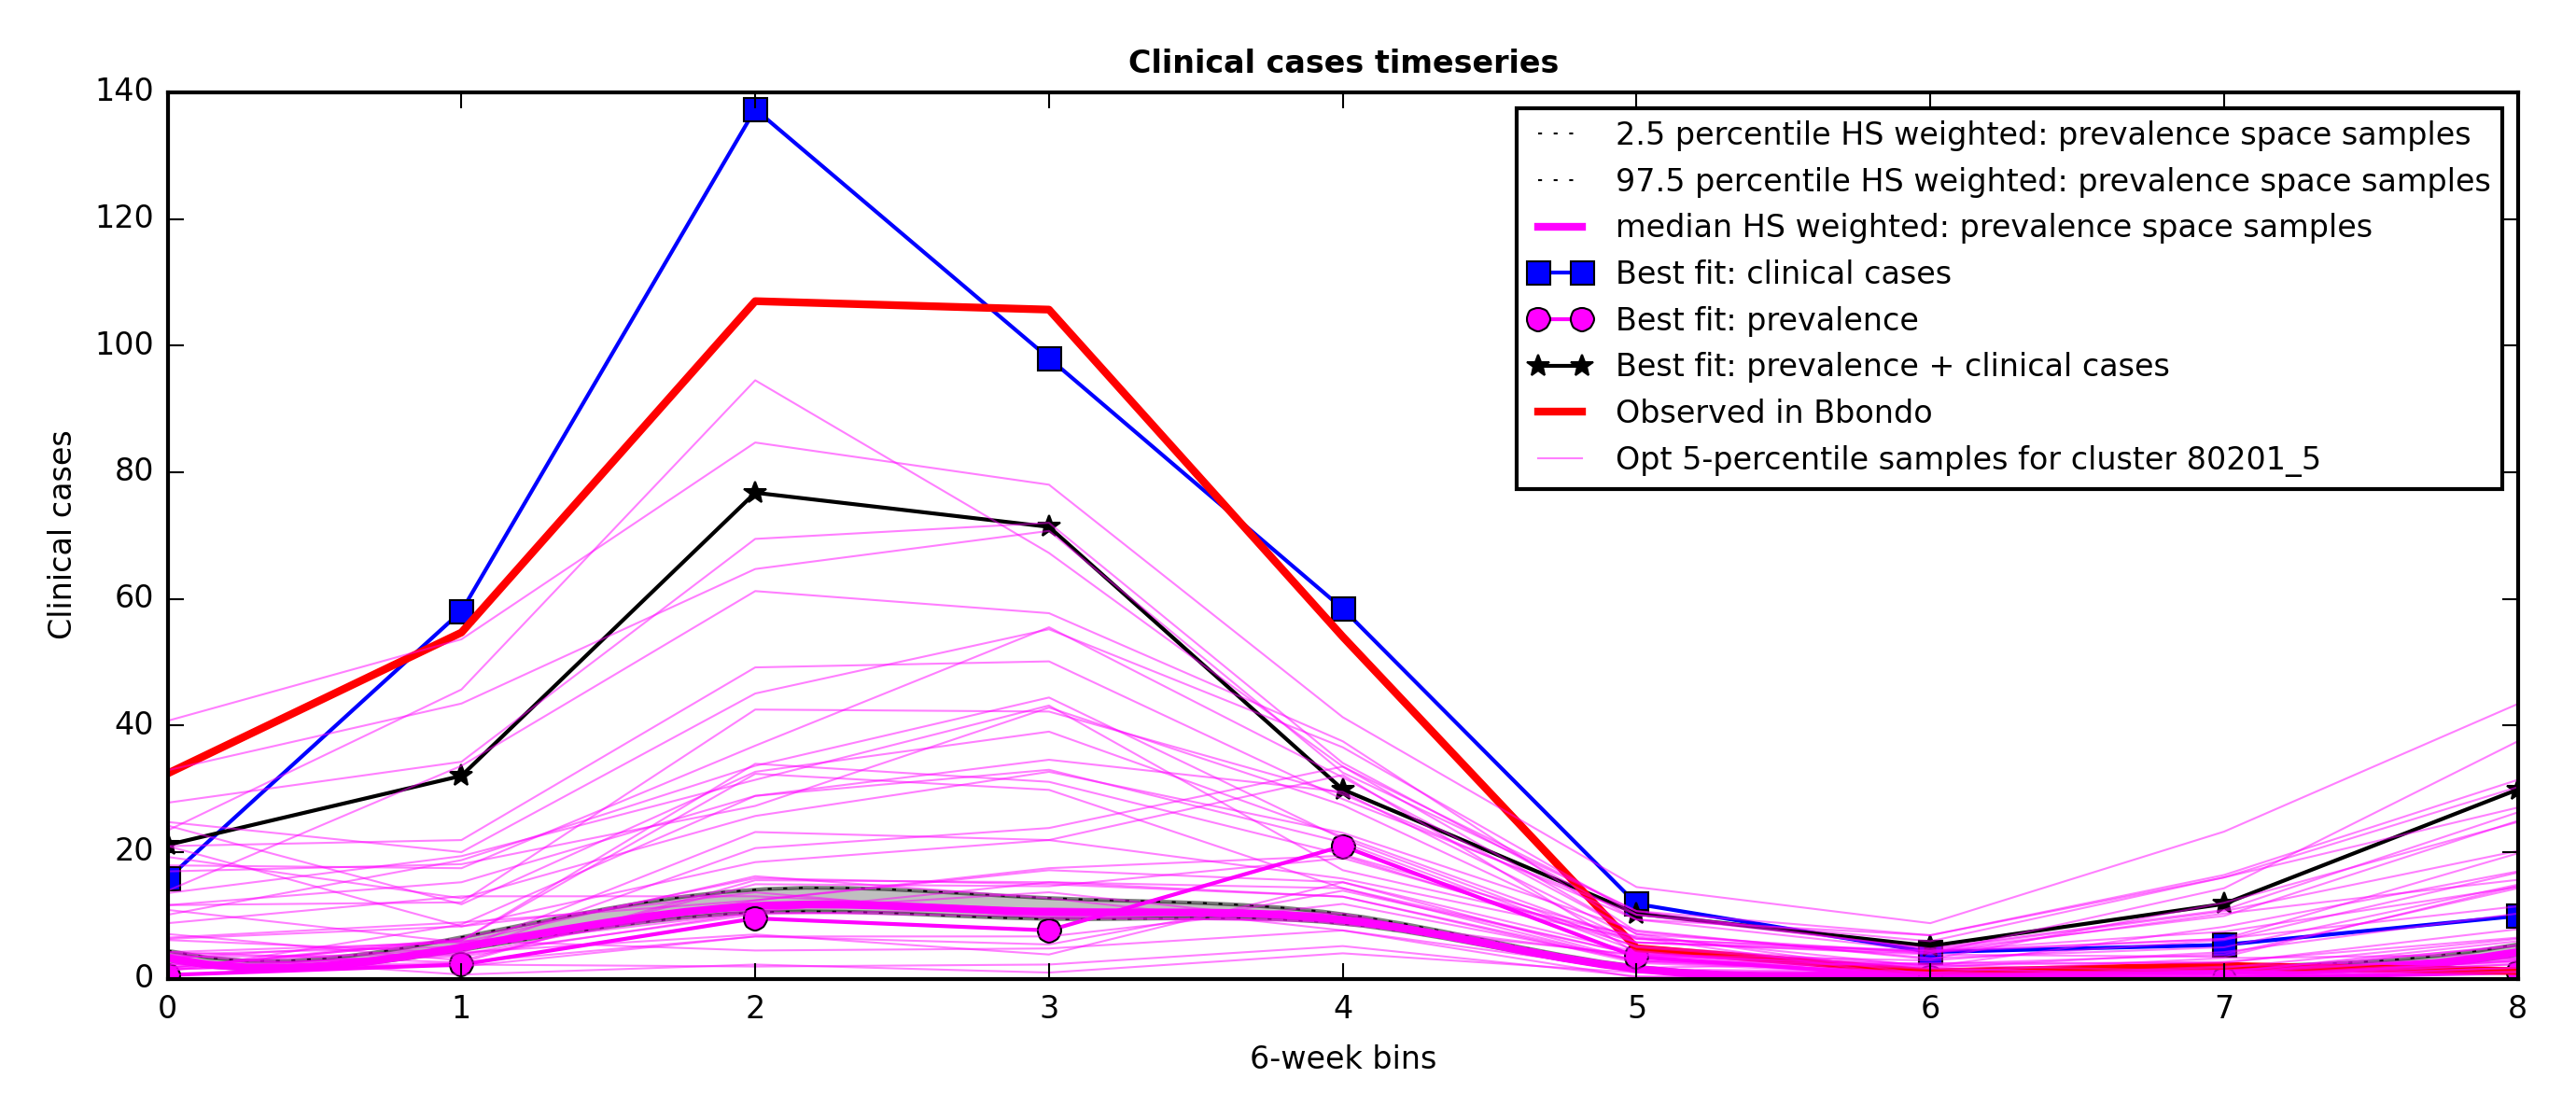 Clinical cases timeseries
140
120
100
80
60
40
20
0
Clinical cases
2.5 percentile HS weighted: prevalence space samples
97.5 percentile HS weighted: prevalence space samples
median HS weighted: prevalence space samples
Best fit: clinical cases
Best fit: prevalence
Best fit: prevalence + clinical cases
Observed in Bbondo
Opt 5-percentile samples for cluster 80201_5
0 1 2 3 4 5 6 7 8
6-week bins